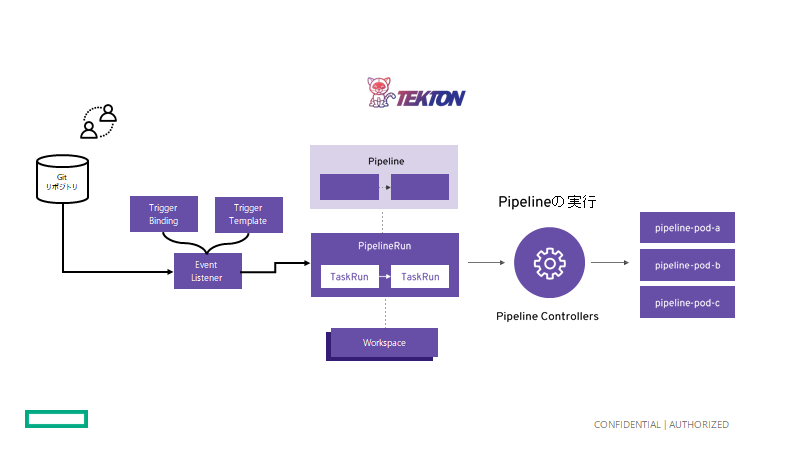 TEKTON
Git
リポジトリ
Trigger
Binding
Trigger
Template
Event
Listener
Pipeline
PipelineRun
TaskRun
TaskRun
Workspace
Pipelineの実行
Pipeline Controllers
pipeline-pod-a
pipeline-pod-b
pipeline-pod-c
CONFIDENTIAL | AUTHORIZED